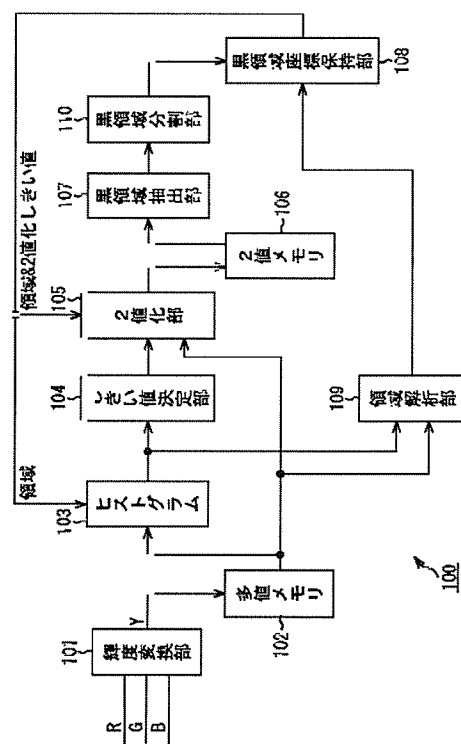 R
G
B
101
輝度変換部
Y
多値メモリ
102
103
ヒストグラム
領域
104
しきい値決定部
105
2値化部
領域&2値化しきい値
106
2値メモリ
107
黒領域抽出部
110
黒領域分割部
黒領域座標保持部
108
109
領域解析部
100